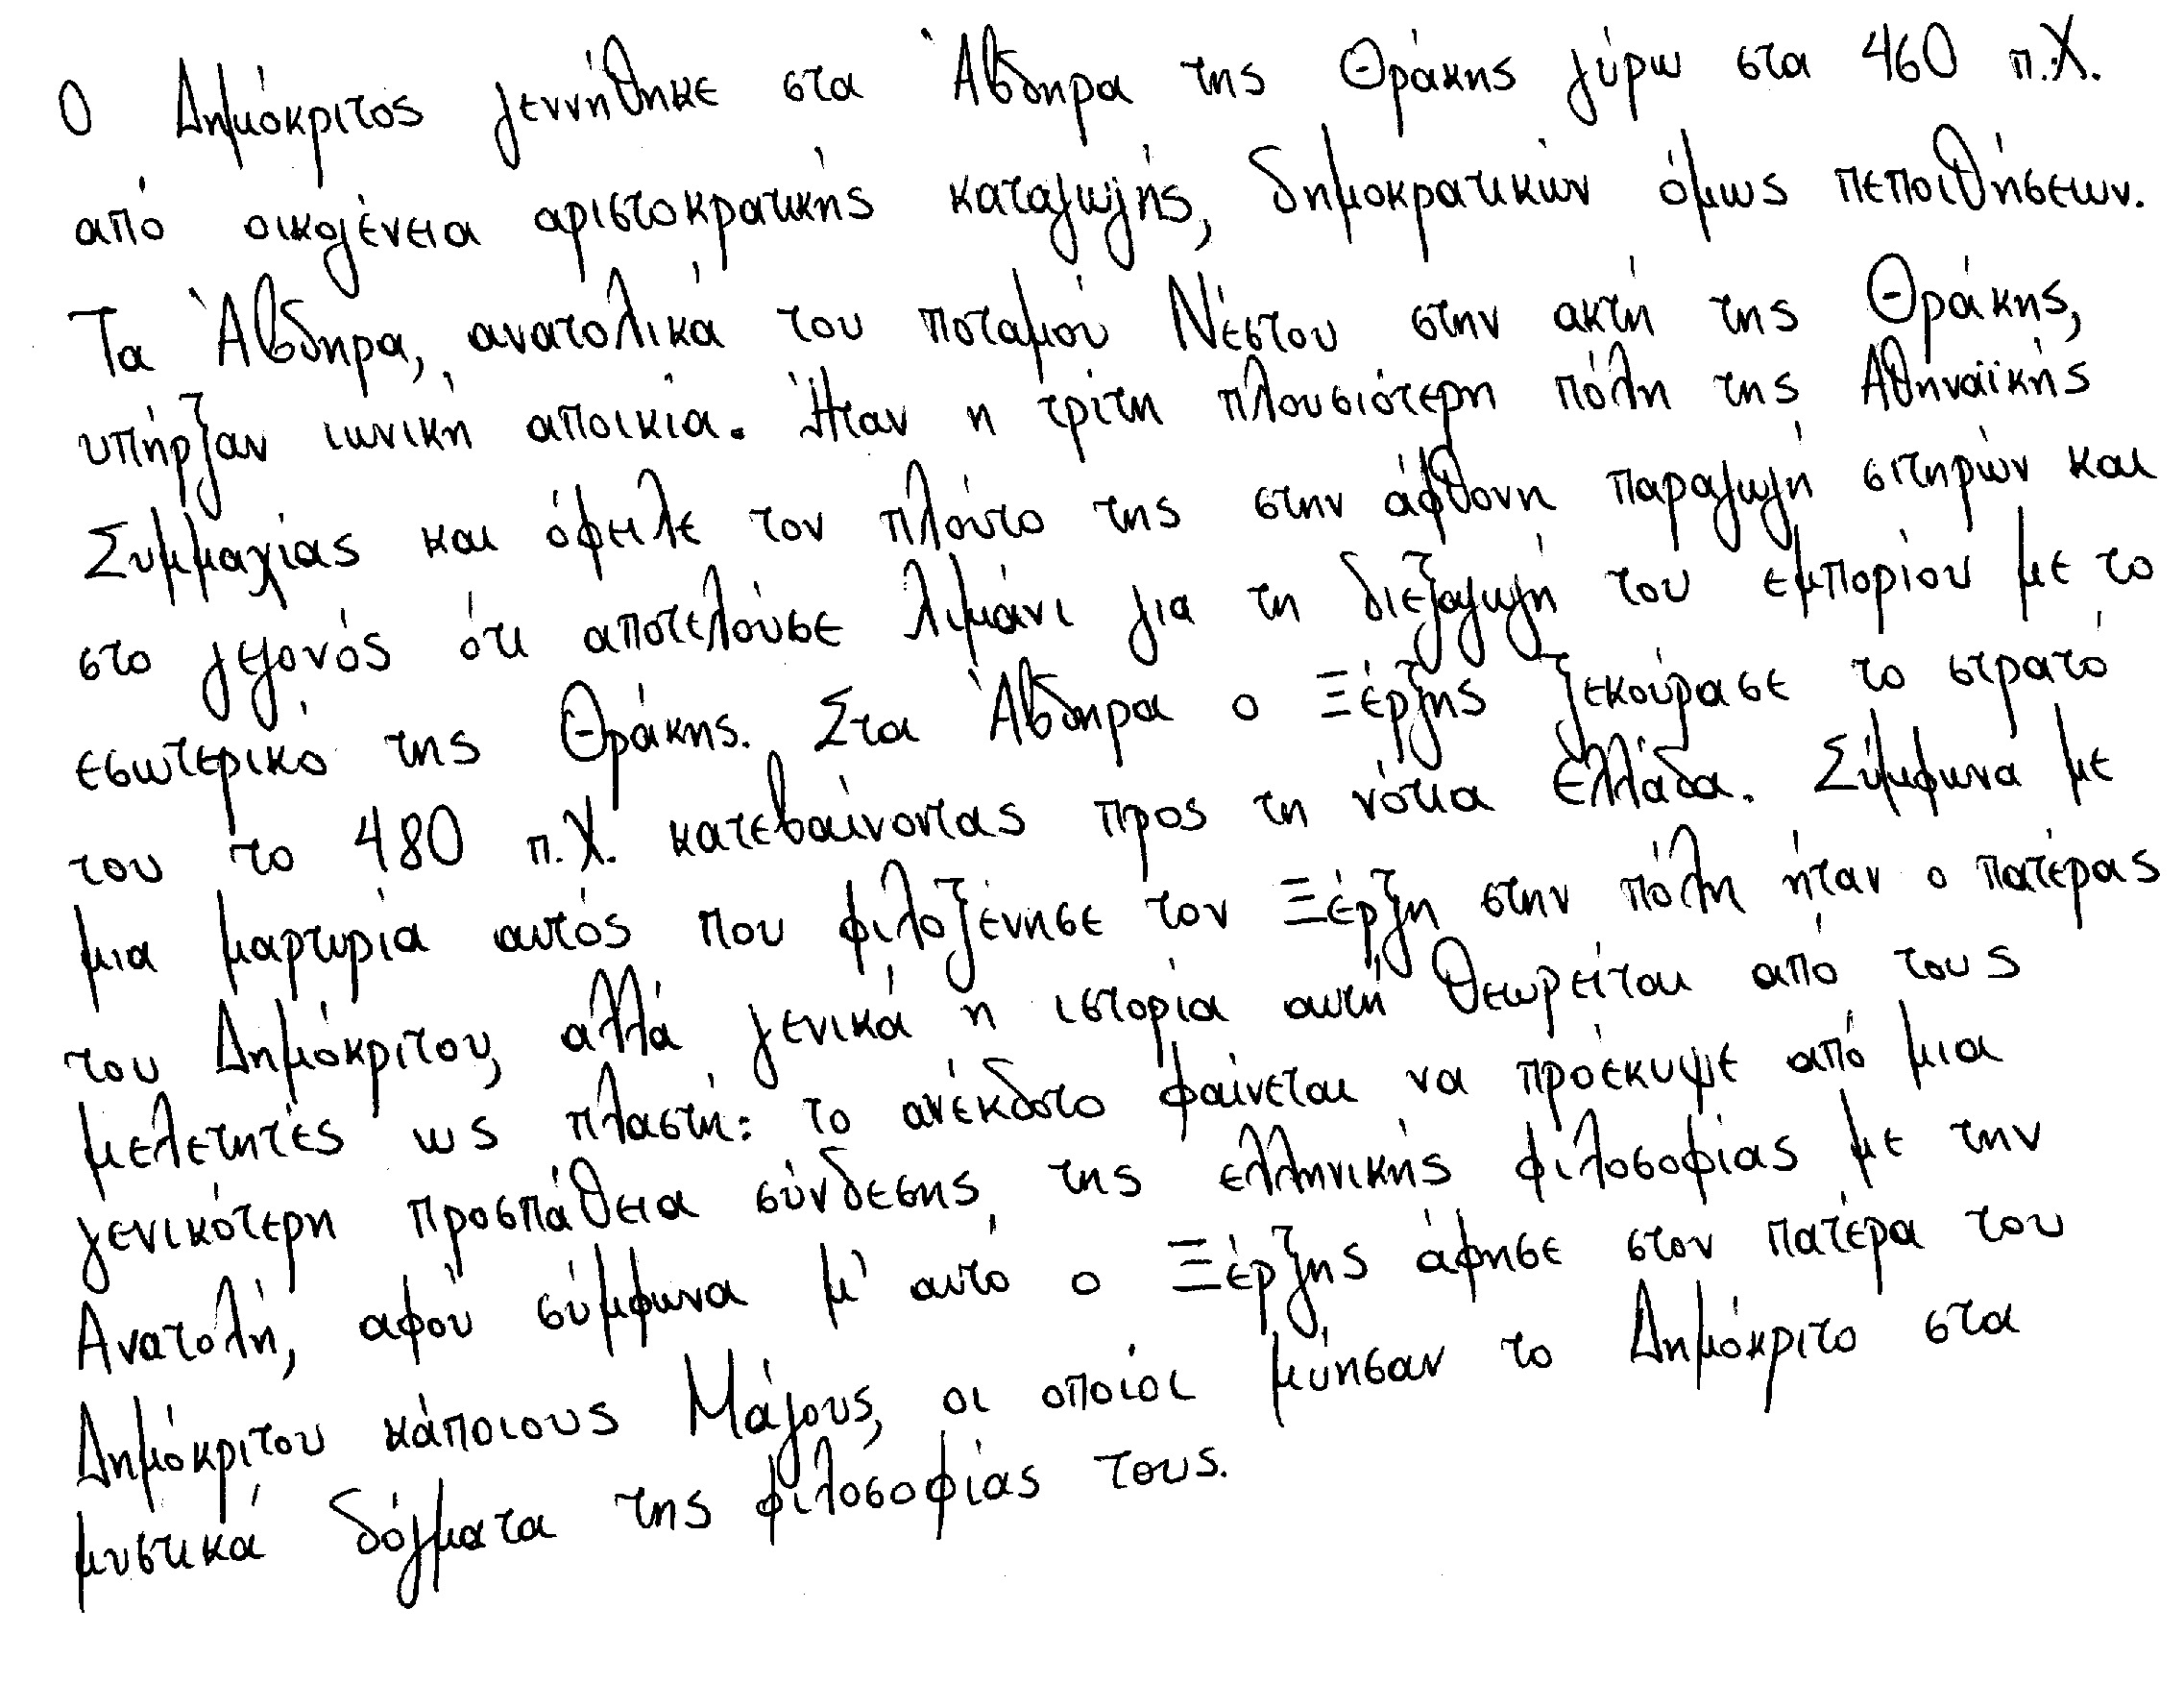 Ο Δημόκριτος γεννήθηκε στα Άβδηρα της Θράκης γύρω στα 460 π.Χ.
από οικογένεια αριστοκρατικής καταγωγής, δημοκρατικών όμως πεποιθήσεων.
Τα Άβδηρα, ανατολικά του ποταμού Νέστου στην ακτή της Θράκης,
υπήρξαν ιωνική αποικία. Ήταν η τρίτη πλουσιότερη πόλη της Αθηναϊκής
Συμμαχίας και όφειλε τον πλούτο της στην άφθονη παραγωγή σιτηρών και
στο γεγονός ότι αποτελούσε λιμάνι για τη διεξαγωγή του εμπορίου με το
εσωτερικό της Θράκης. Στα Άβδηρα ο Ξέρξης ξεκούρασε το στρατό
του το 480 π.Χ. κατεβαίνοντας προς τη νότια Ελλάδα. Σύμφωνα με
μια μαρτυρία αυτός που φιλοξένησε τον Ξέρξη στην πόλη ήταν ο πατέρας
του Δημόκριτου, αλλά γενικά η ιστορία αυτή θεωρείται από τους
μελετητές ως πλαστή: το ανέκδοτο φαίνεται να προέκυψε από μια
γενικότερη προσπάθεια σύνδεσης της ελληνικής φιλοσοφίας με την
Ανατολή, αφού σύμφωνα μ' αυτό ο Ξέρξης άφησε στον πατέρα του
Δημόκριτου κάποιους Μάγους, οι οποίοι μύησαν το Δημόκριτο στα
μυστικά δόγματα της φιλοσοφίας τους.